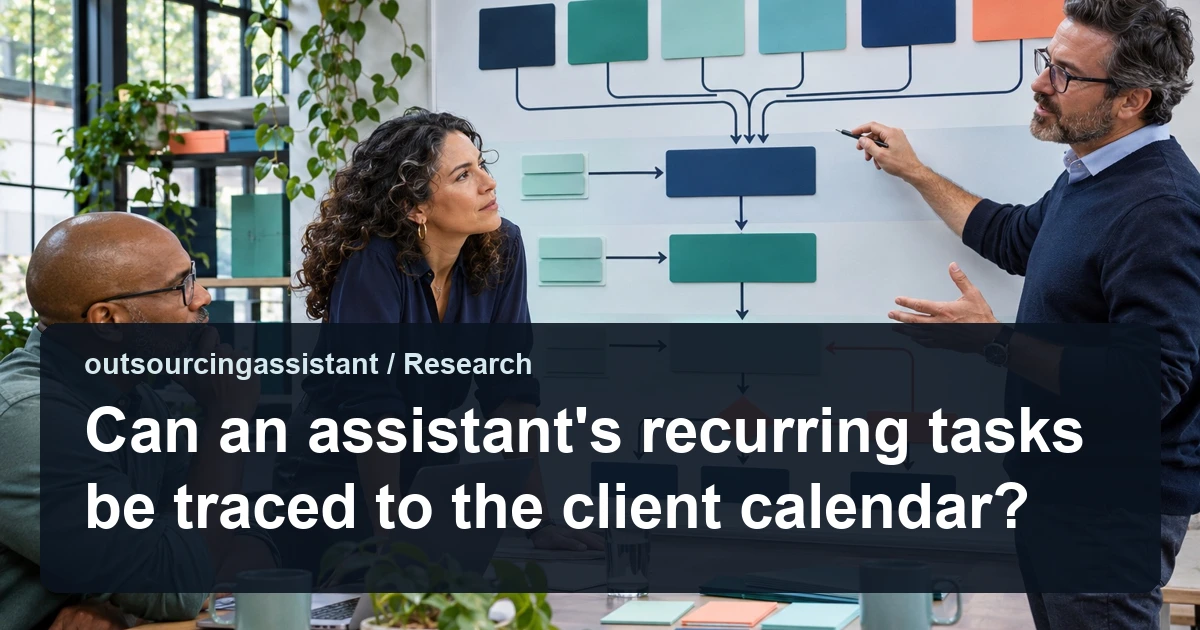 outsourcingassistant / Research
Can an assistant's recurring tasks
be traced to the client calendar?